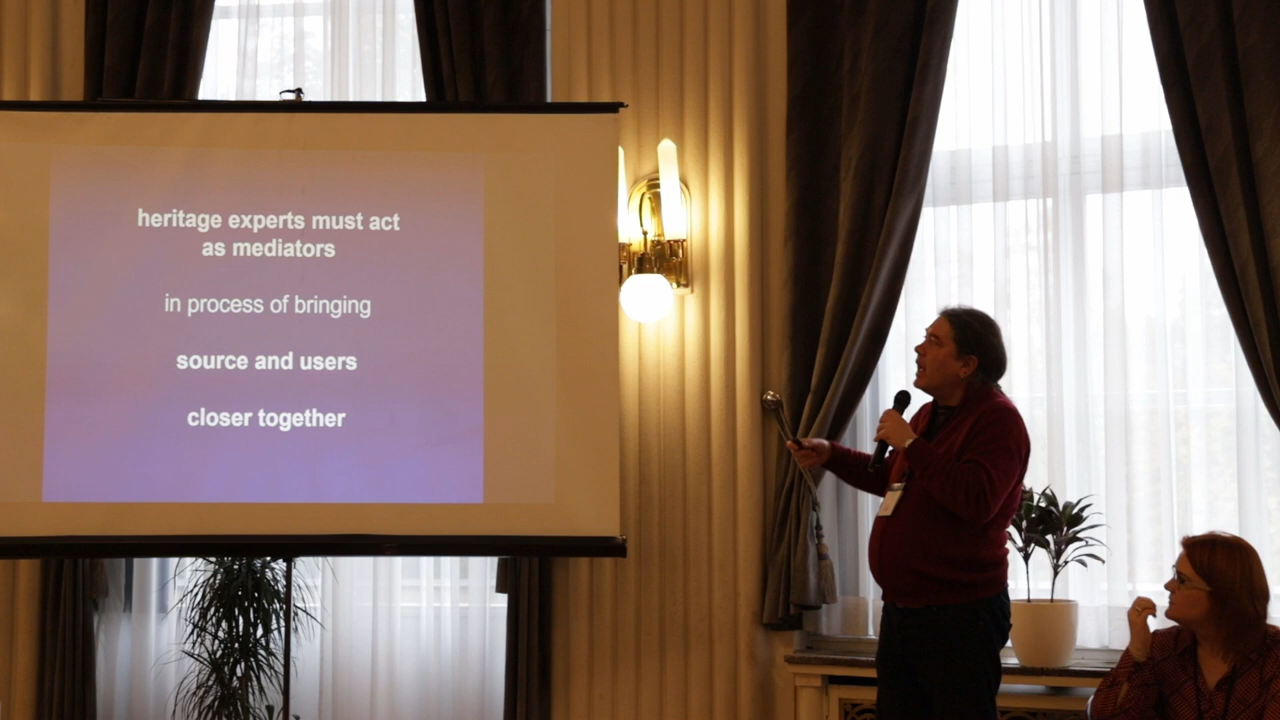 heritage experts must act
as mediators
in process of bringing
source and users
closer together